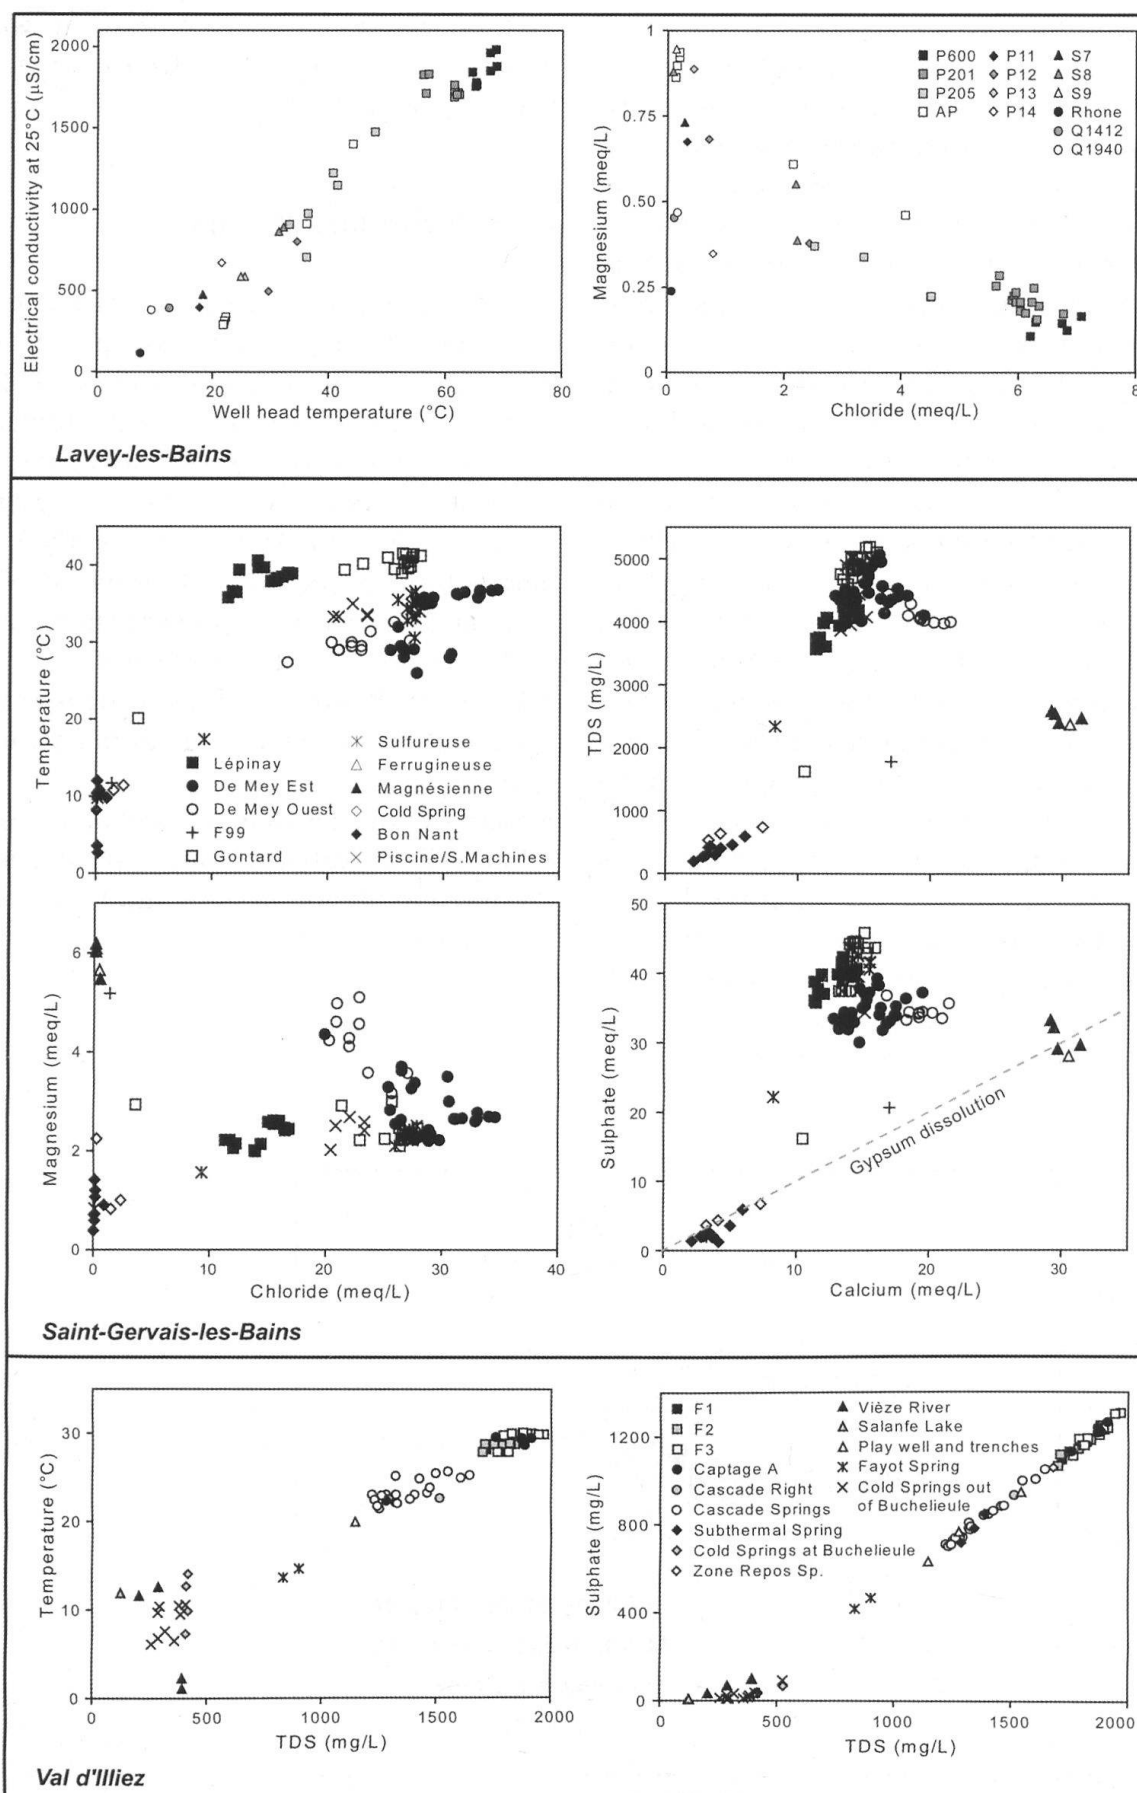 Electrical conductivity at 25°C (µS/cm)
2000
1500
1000
500
0
0 20 40 60 80
Well head temperature (°C)
Magnesium (meq/L)
1
0.75
0.50
0.25
0
0 2 4 6 8
Chloride (meq/L)
P600 P11 S7
P201 P12 S8
P205 P13 S9
AP P14 Rhone
Q1412
Q1940
Lavey-les-Bains
Temperature (°C)
40
30
20
10
0
Lépinay
De Mey Est
De Mey Ouest
F99
Gontard
Sulfureuse
Ferrugineuse
Magnésienne
Cold Spring
Bon Nant
Piscine/S.Machines
TDS (mg/L)
5000
4000
3000
2000
1000
0
Magnesium (meq/L)
6
4
2
0
0 10 20 30 40
Chloride (meq/L)
Sulphate (meq/L)
50
40
30
20
10
0
Gypsum dissolution
0 10 20 30
Calcium (meq/L)
Saint-Gervais-les-Bains
Temperature (°C)
30
20
10
0
0 500 1000 1500 2000
TDS (mg/L)
Sulphate (mg/L)
1200
800
400
0
F1
F2
F3
Captage A
Cascade Right
Cascade Springs
Subthermal Spring
Cold Springs at Buchelieule
Zone Repos Sp.
Vièze River
Salanfe Lake
Play well and trenches
Fayot Spring
Cold Springs out
of Buchelieule
0 500 1000 1500 2000
TDS (mg/L)
Val d'Illiez